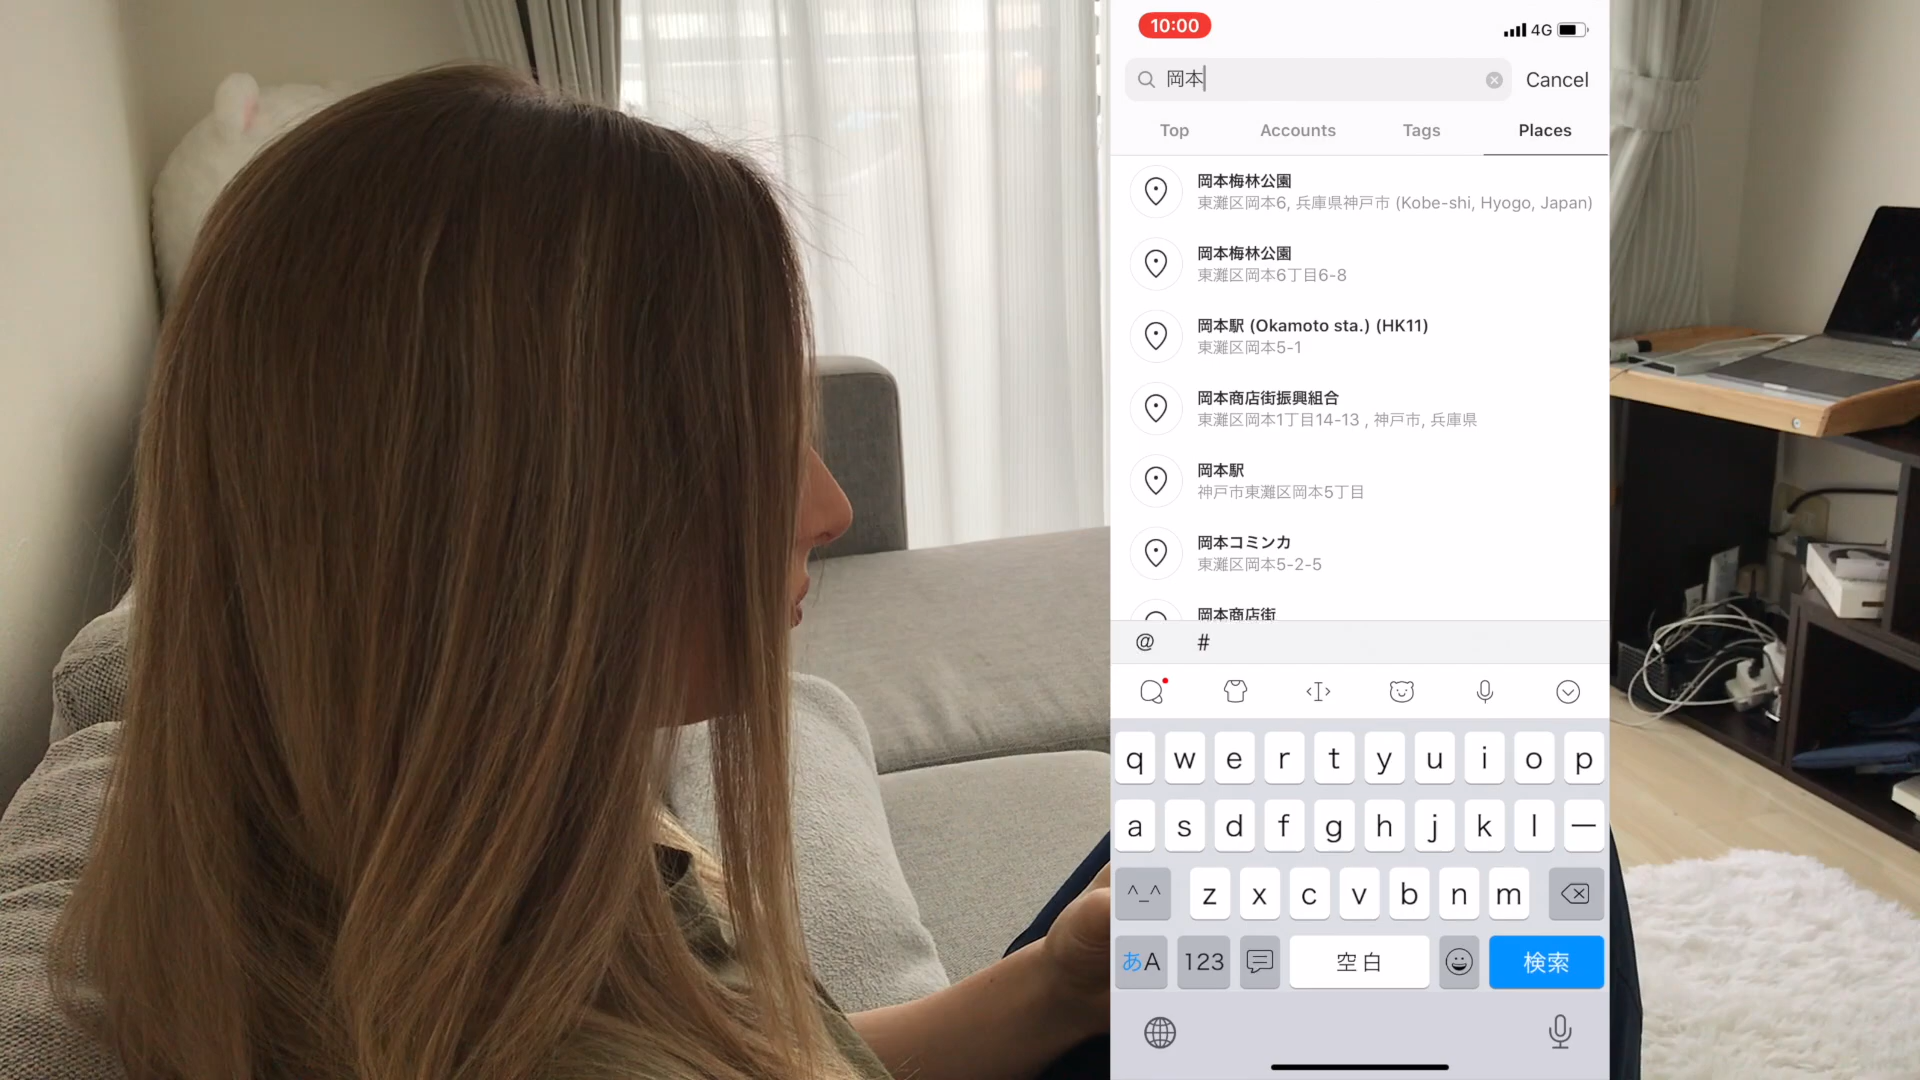 10:00
4G
岡本
Cancel
Top Accounts Tags Places
岡本梅林公園
東灘区岡本6, 兵庫県神戸市 (Kobe-shi, Hyogo, Japan)
岡本梅林公園
東灘区岡本6丁目6-8
岡本駅 (Okamoto sta.) (HK11)
東灘区岡本5-1
岡本商店街振興組合
東灘区岡本1丁目14-13 , 神戸市, 兵庫県
岡本駅
神戸市東灘区岡本5丁目
岡本コミンカ
東灘区岡本5-2-5
岡本商店街
@ #
q w e r t y u i o p
a s d f g h j k l ー
^_^ z x c v b n m
あA 123 空白 検索